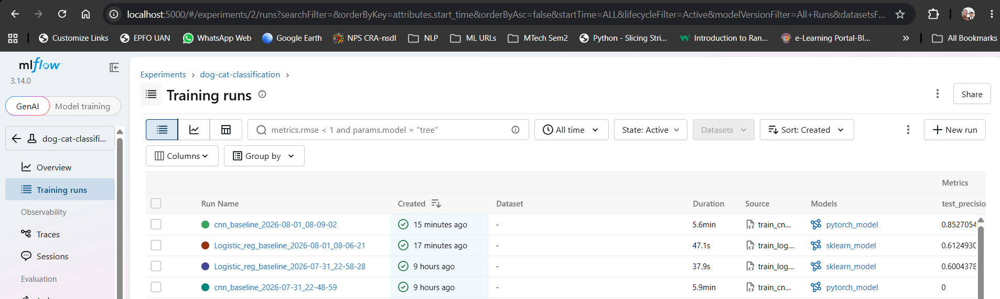 localhost:5000/#/experiments/2/runs?searchFilter=&orderByKey=attributes.start_time&orderByAsc=false&startTime=ALL&lifecycleFilter=Active&modelVersionFilter=All+Runs&datasetsF...
Customize Links EPFO UAN WhatsApp Web Google Earth NPS CRA-nsdl NLP ML URLs MTech Sem2 Python - Slicing Stri... Introduction to Ran... e-Learning Portal-BI... » All Bookmarks
mlflow
3.14.0
GenAI Model training
dog-cat-classifi...
Overview
Training runs
Observability
Traces
Sessions
Evaluation
Experiments > dog-cat-classification >
Training runs
Share
metrics.rmse < 1 and params.model = "tree"
All time
State: Active
Datasets
Sort: Created
+ New run
Columns
Group by
Metrics
Run Name Created Dataset Duration Source Models test_precisio
cnn_baseline_2026-08-01_08-09-02 15 minutes ago - 5.6min train_cn... pytorch_model 0.8527054
Logistic_reg_baseline_2026-08-01_08-06-21 17 minutes ago - 47.1s train_log... sklearn_model 0.6124930
Logistic_reg_baseline_2026-07-31_22-58-28 9 hours ago - 37.9s train_log... sklearn_model 0.6004378
cnn_baseline_2026-07-31_22-48-59 9 hours ago - 5.9min train_cn... pytorch_model 0